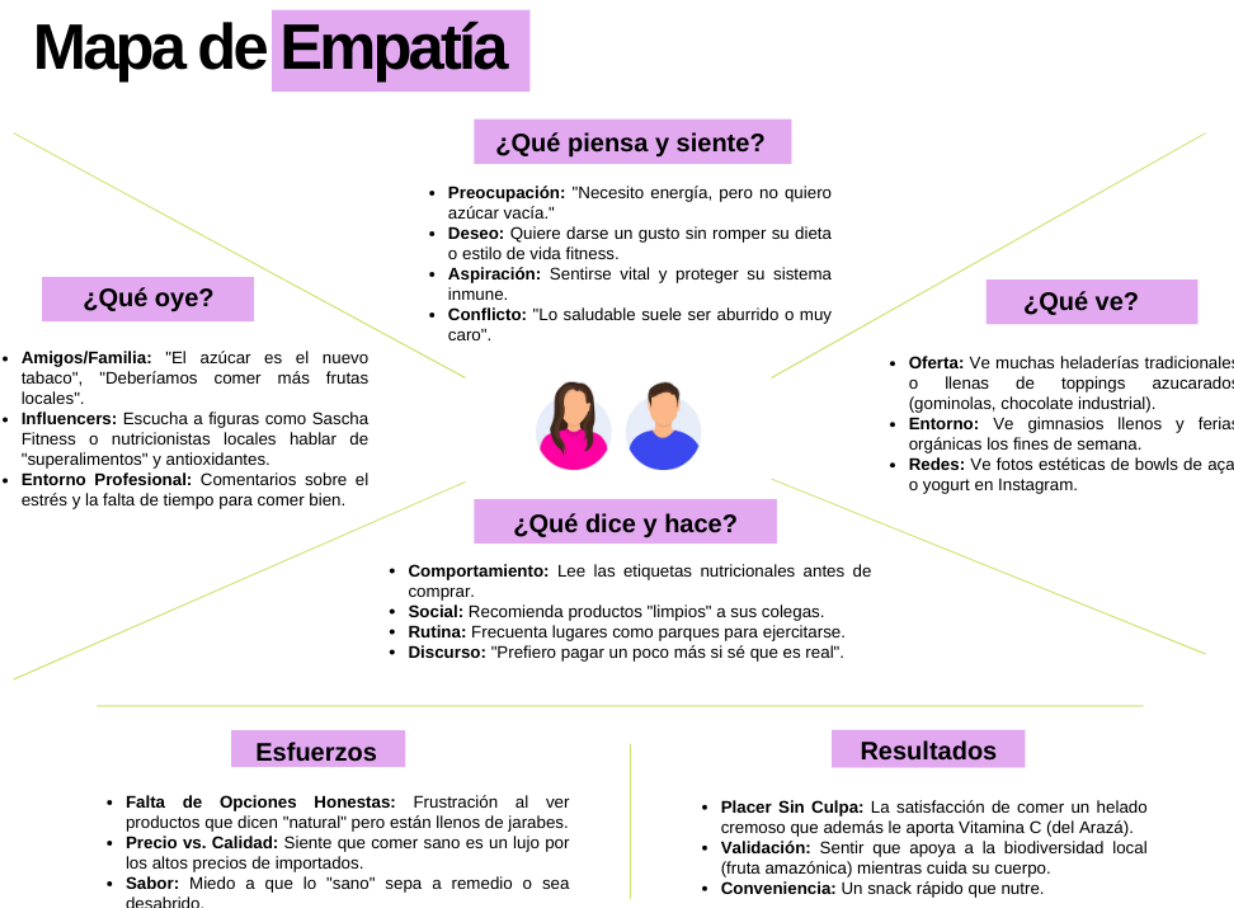 Mapa de Empatía
¿Qué piensa y siente?
• Preocupación: "Necesito energía, pero no quiero
azúcar vacía."
• Deseo: Quiere darse un gusto sin romper su dieta
o estilo de vida fitness.
• Aspiración: Sentirse vital y proteger su sistema
inmune.
• Conflicto: "Lo saludable suele ser aburrido o muy
caro".
¿Qué oye?
• Amigos/Familia: "El azúcar es el nuevo
tabaco", "Deberíamos comer más frutas
locales".
• Influencers: Escucha a figuras como Sascha
Fitness o nutricionistas locales hablar de
"superalimentos" y antioxidantes.
• Entorno Profesional: Comentarios sobre el
estrés y la falta de tiempo para comer bien.
¿Qué ve?
• Oferta: Ve muchas heladerías tradicionales
o llenas de toppings azucarados
(gominolas, chocolate industrial).
• Entorno: Ve gimnasios llenos y ferias
orgánicas los fines de semana.
• Redes: Ve fotos estéticas de bowls de açaí
o yogurt en Instagram.
¿Qué dice y hace?
• Comportamiento: Lee las etiquetas nutricionales antes de
comprar.
• Social: Recomienda productos "limpios" a sus colegas.
• Rutina: Frecuenta lugares como parques para ejercitarse.
• Discurso: "Prefiero pagar un poco más si sé que es real".
Esfuerzos
• Falta de Opciones Honestas: Frustración al ver
productos que dicen "natural" pero están llenos de jarabes.
• Precio vs. Calidad: Siente que comer sano es un lujo por
los altos precios de importados.
• Sabor: Miedo a que lo "sano" sepa a remedio o sea
desabrido.
Resultados
• Placer Sin Culpa: La satisfacción de comer un helado
cremoso que además le aporta Vitamina C (del Arazá).
• Validación: Sentir que apoya a la biodiversidad local
(fruta amazónica) mientras cuida su cuerpo.
• Conveniencia: Un snack rápido que nutre.